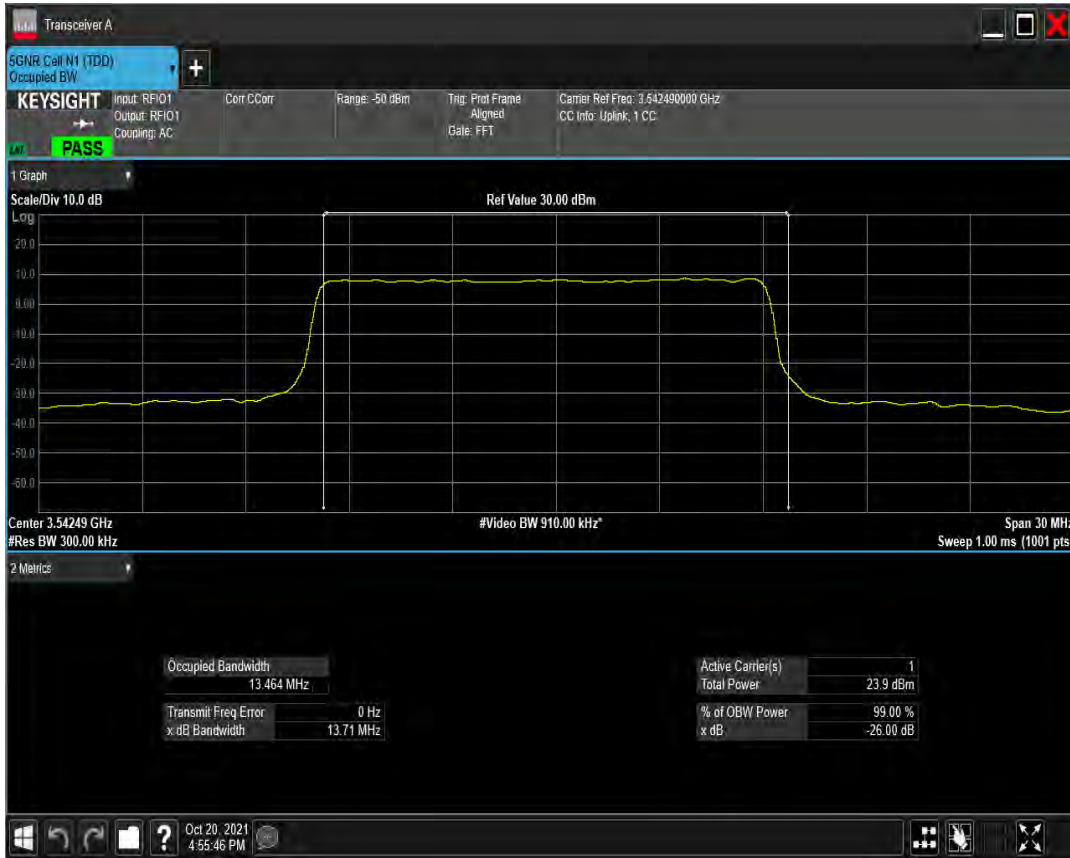 Transceiver A
5GNR Cell N1 (TDD)
Occupied BW
+
KEYSIGHT
Input: RFIO1
Output: RFIO1
Coupling: AC
Corr CCorr
Range: -50 dBm
Trig: Prot Frame
Aligned
Gate: FFT
Carrier Ref Freq: 3.542490000 GHz
CC Info: Uplink, 1 CC
PASS
1 Graph
Scale/Div 10.0 dB
Ref Value 30.00 dBm
Log
20.0
10.0
0.00
-10.0
-20.0
-30.0
-40.0
-50.0
-60.0
Center 3.54249 GHz
#Video BW 910.00 kHz*
Span 30 MHz
#Res BW 300.00 kHz
Sweep 1.00 ms (1001 pts
2 Metrics
Occupied Bandwidth
13.464 MHz
Transmit Freq Error 0 Hz
x dB Bandwidth 13.71 MHz
Active Carrier(s) 1
Total Power 23.9 dBm
% of OBW Power 99.00 %
x dB -26.00 dB
?
Oct 20, 2021
4:55:46 PM